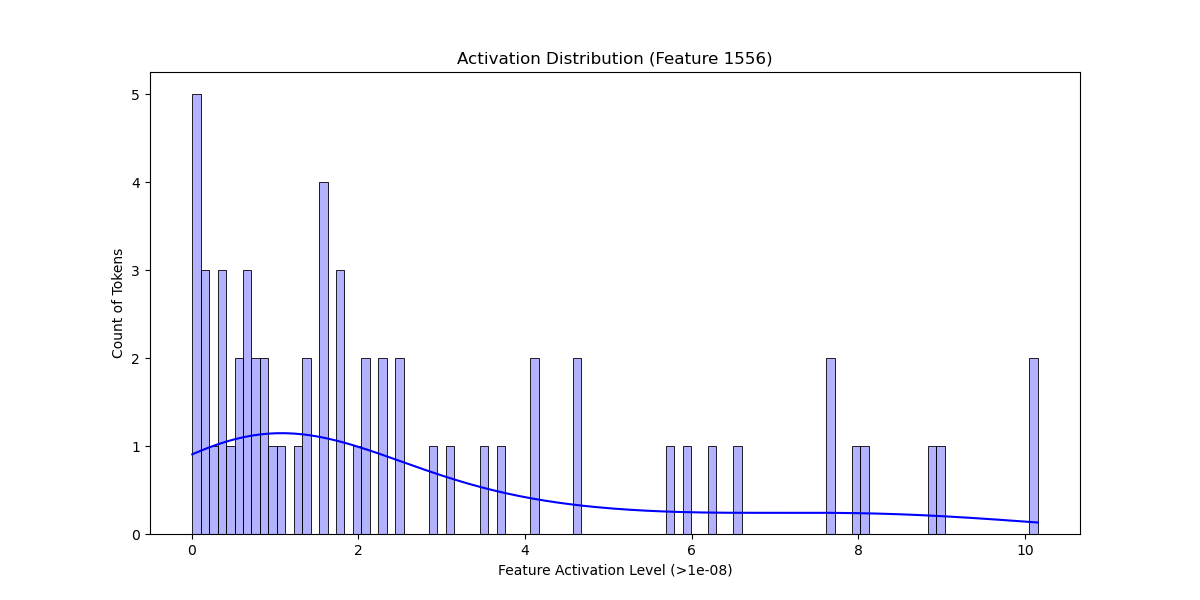 Activation Distribution (Feature 1556)
Count of Tokens
5
4
3
2
1
0
0 2 4 6 8 10
Feature Activation Level (>1e-08)